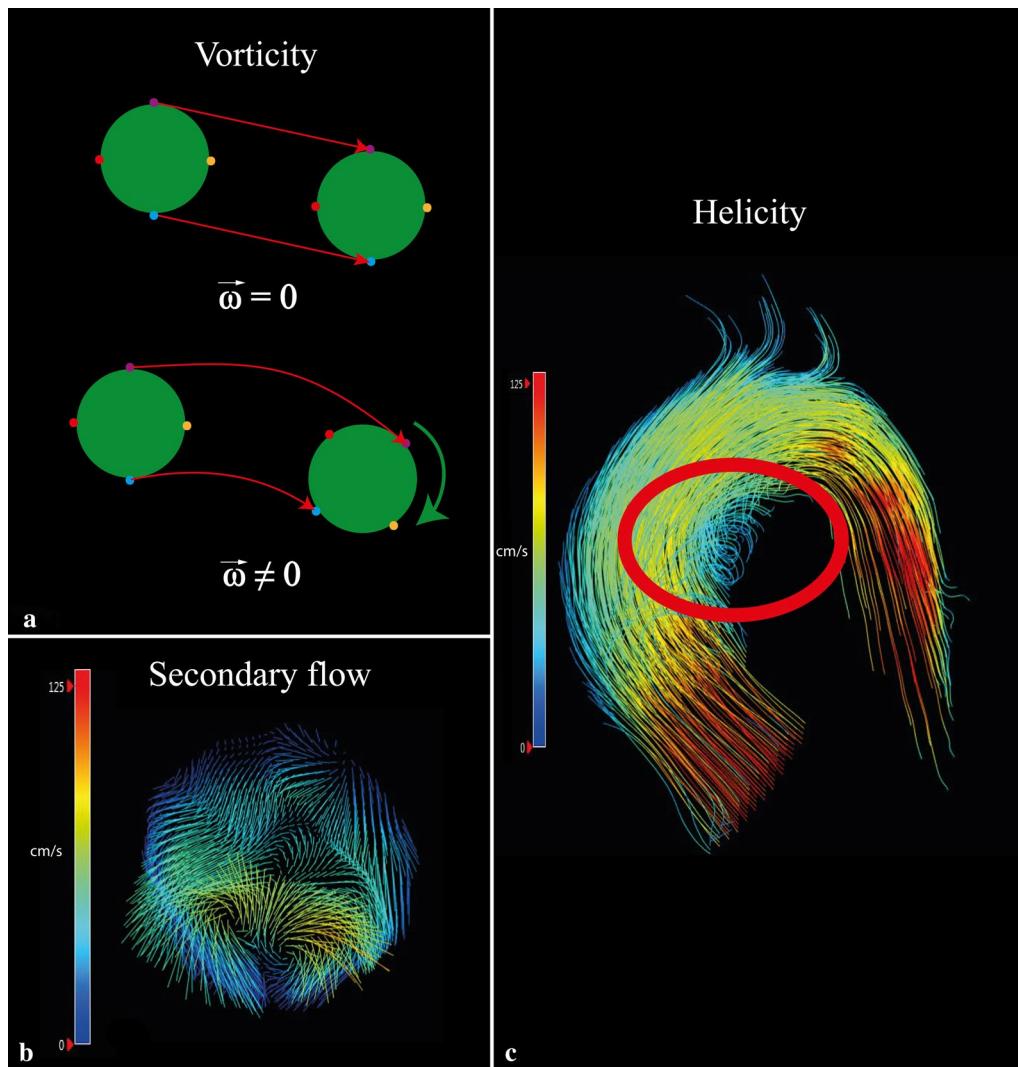 Vorticity
ω⃗ = 0
ω⃗ ≠ 0
a
Secondary flow
125
cm/s
0
b
Helicity
125
cm/s
0
c